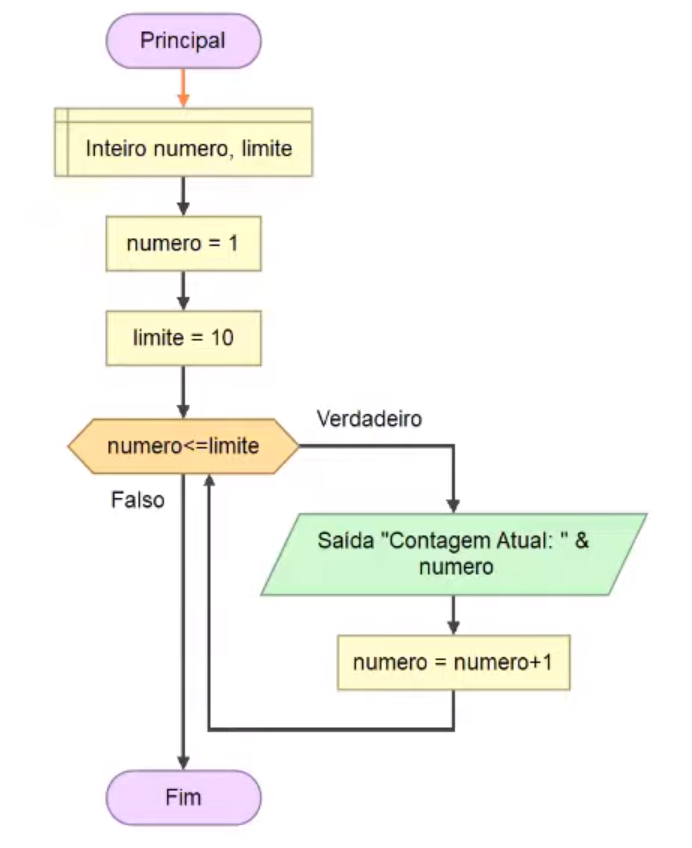 Principal
Inteiro numero, limite
numero = 1
limite = 10
numero<=limite
Verdadeiro
Falso
Saída "Contagem Atual: " &
numero
numero = numero+1
Fim